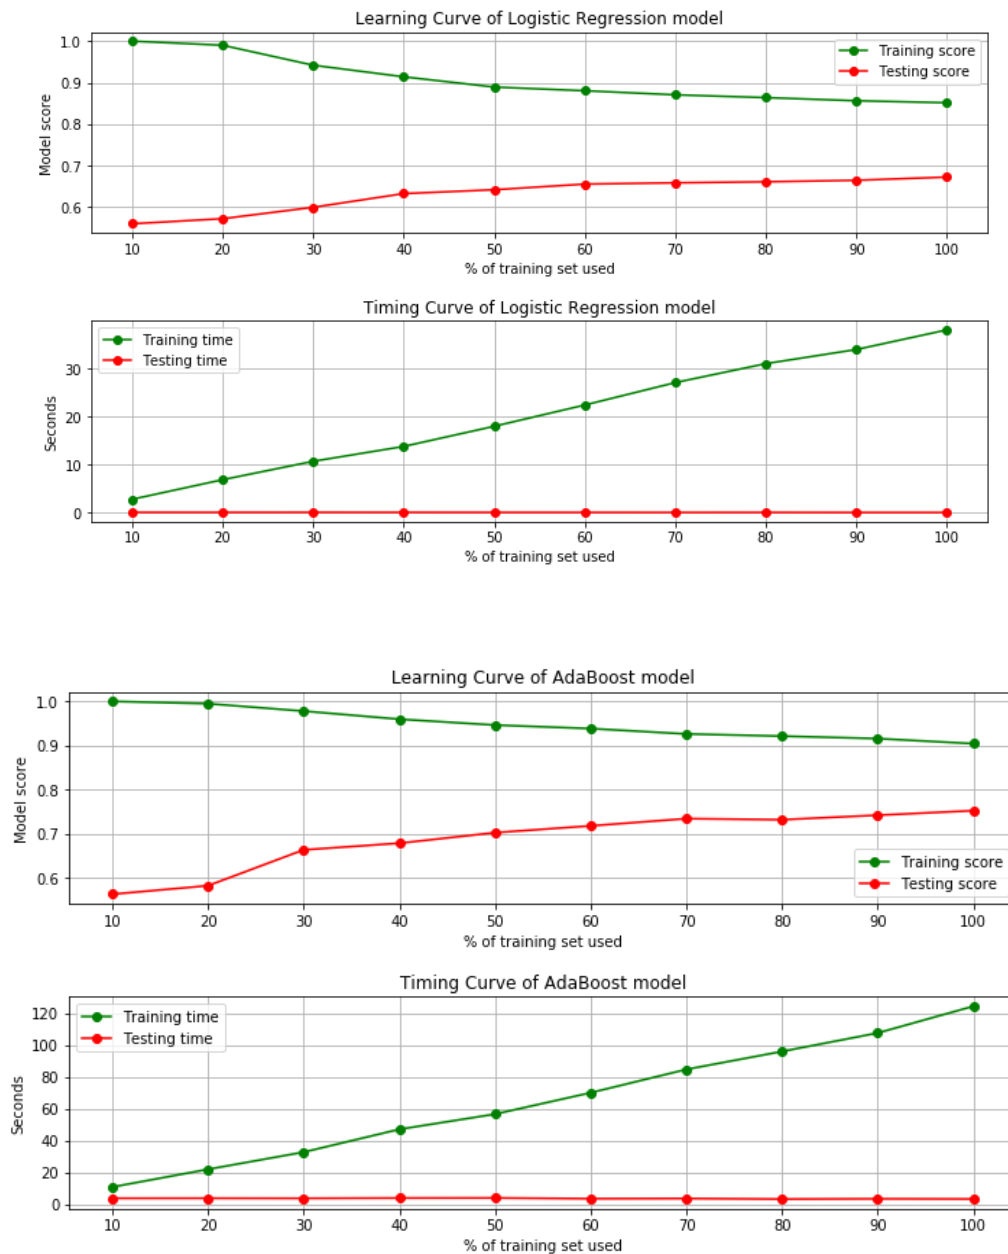 Learning Curve of Logistic Regression model
1.0
0.9
0.8
0.7
0.6
Model score
Training score
Testing score
10 20 30 40 50 60 70 80 90 100
% of training set used
Timing Curve of Logistic Regression model
30
20
10
0
Seconds
Training time
Testing time
10 20 30 40 50 60 70 80 90 100
% of training set used
Learning Curve of AdaBoost model
1.0
0.9
0.8
0.7
0.6
Model score
Training score
Testing score
10 20 30 40 50 60 70 80 90 100
% of training set used
Timing Curve of AdaBoost model
120
100
80
60
40
20
0
Seconds
Training time
Testing time
10 20 30 40 50 60 70 80 90 100
% of training set used